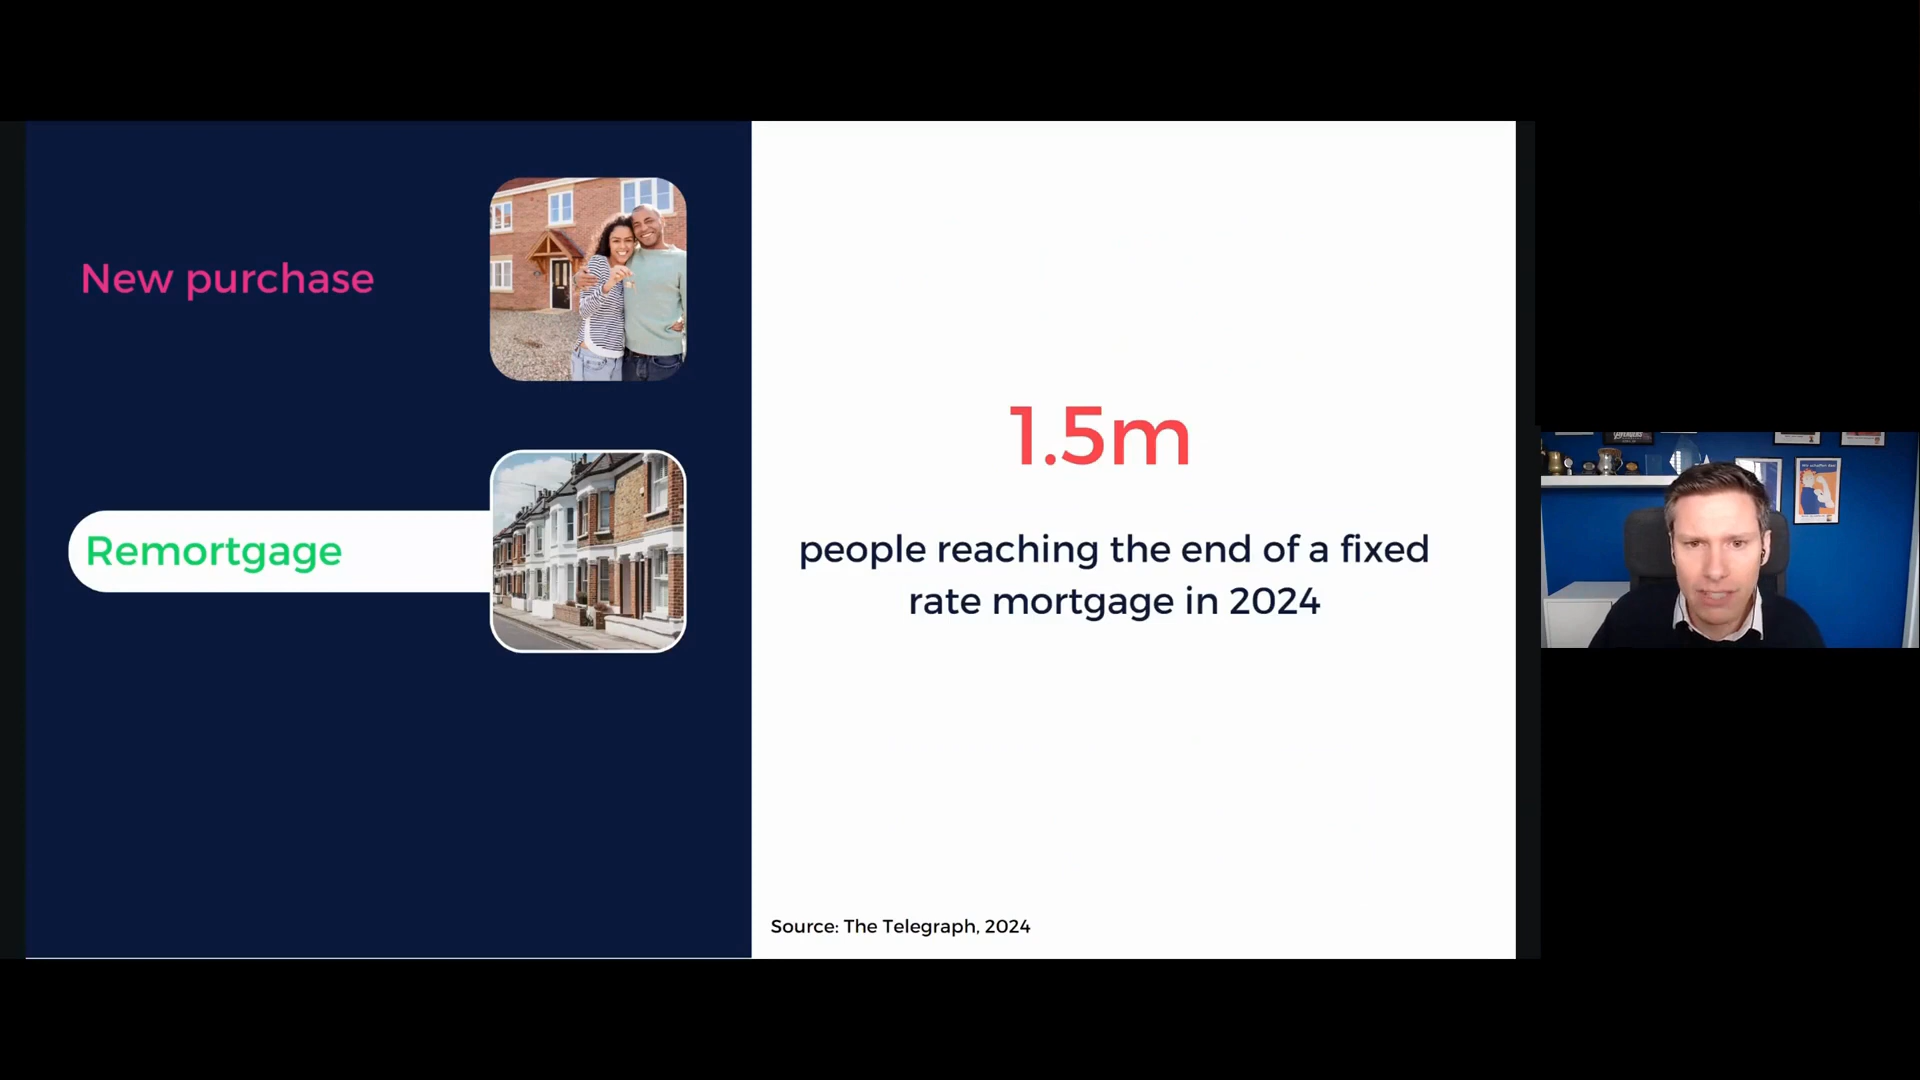 New purchase
Remortgage
1.5m
people reaching the end of a fixed
rate mortgage in 2024
Source: The Telegraph, 2024